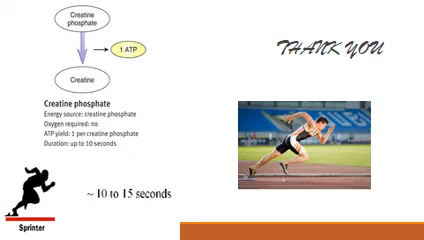 Creatine
phosphate
1 ATP
Creatine
Creatine phosphate
Energy source: creatine phosphate
Oxygen required: no
ATP yield: 1 per creatine phosphate
Duration: up to 10 seconds
~ 10 to 15 seconds
Sprinter
THANK YOU